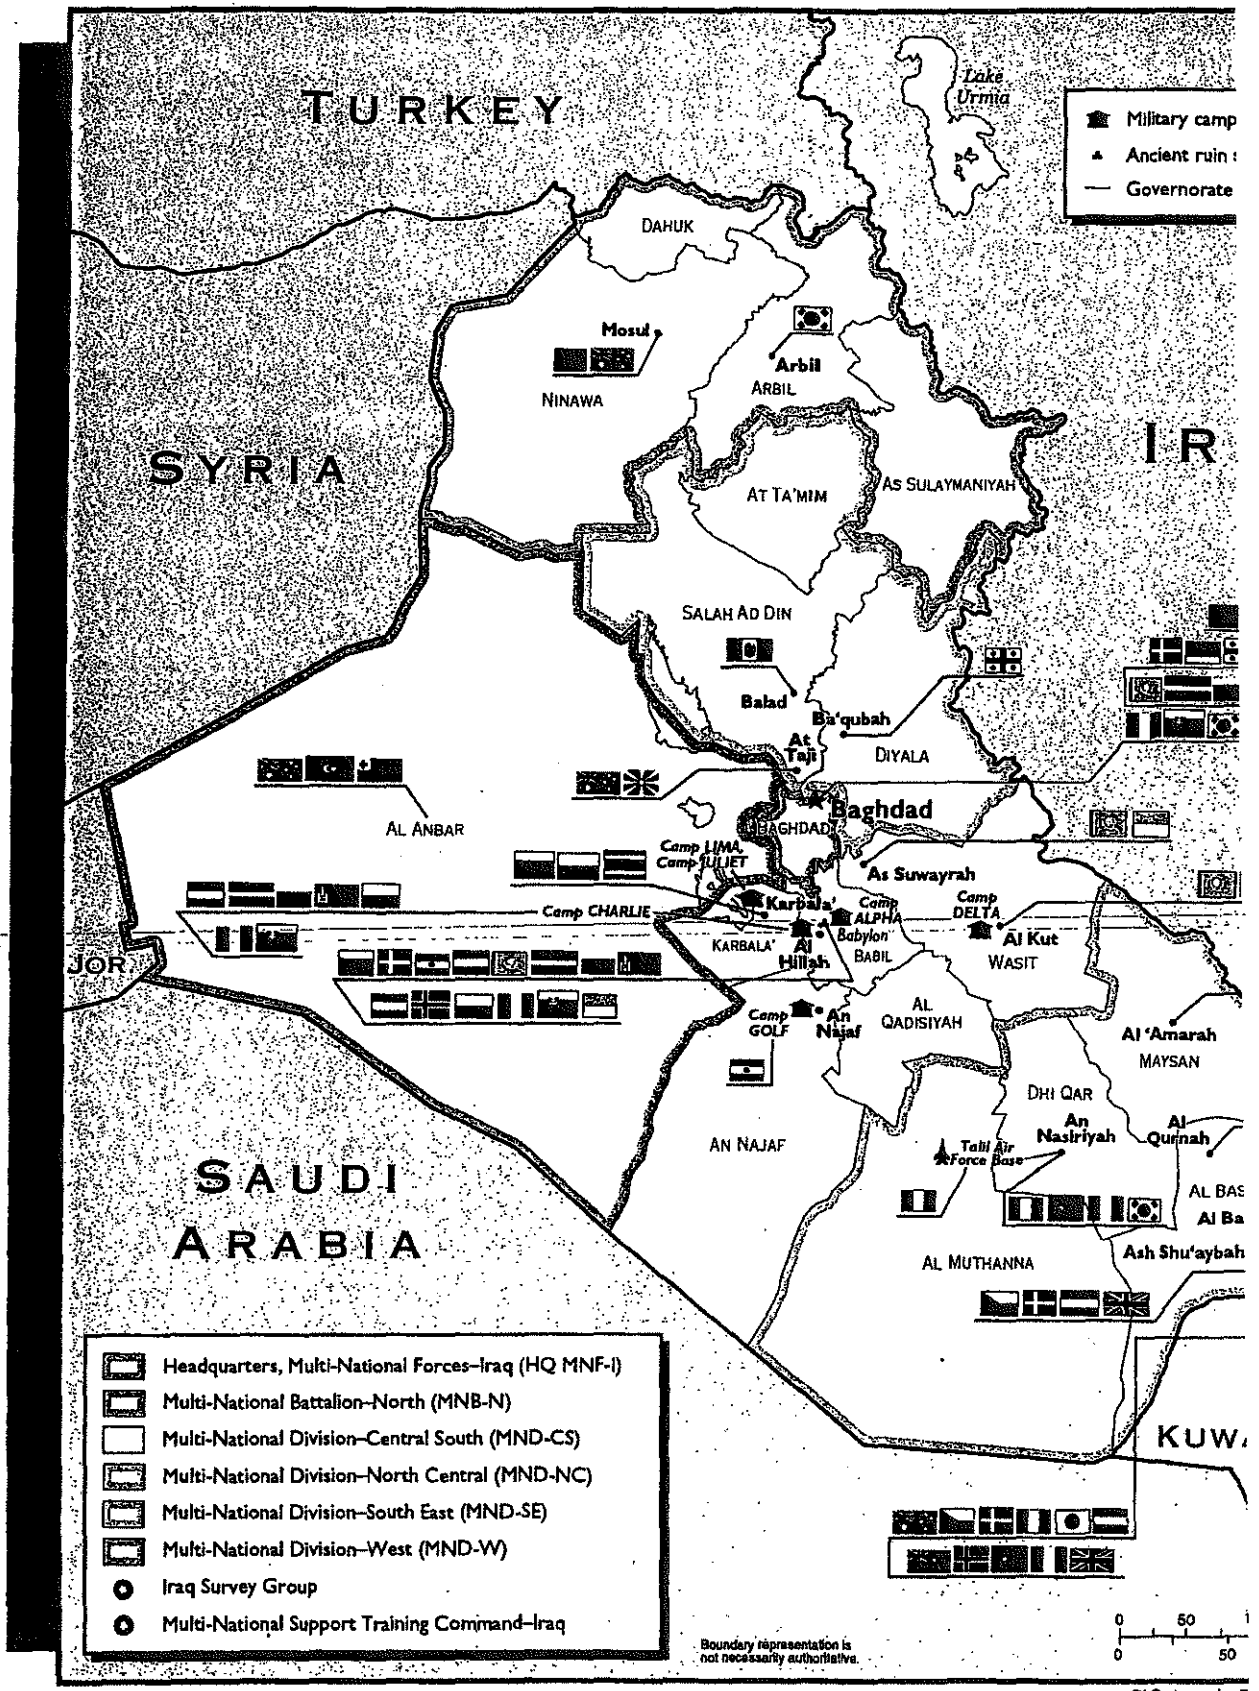 TURKEY
Lake
Urmia
Military camp
Ancient ruin
Governorate
DAHUK
Mosul
Arbil
ARBIL
NINAWA
SYRIA
IR
AT TA'MIM
AS SULAYMANIYAH
SALAH AD DIN
Balad
Ba'qubah
At
Taji
DIYALA
AL ANBAR
Baghdad
BAGHDAD
Camp LIMA,
Camp JULIET
As Suwayrah
Karbala'
Camp
ALPHA
Camp
DELTA
Camp CHARLIE
Babylon
Al Kut
KARBALA'
Al
Hillah
BABIL
WASIT
JOR.
Camp
GOLF
An
Najaf
AL
QADISIYAH
Al 'Amarah
MAYSAN
DHI QAR
AN NAJAF
An
Nasiriyah
Al
Qurnah
Talil Air
Force Base
SAUDI
ARABIA
AL BAS
Al Ba
Ash Shu'aybah
AL MUTHANNA
Headquarters, Multi-National Forces–Iraq (HQ MNF-I)
Multi-National Battalion–North (MNB-N)
Multi-National Division–Central South (MND-CS)
Multi-National Division–North Central (MND-NC)
Multi-National Division–South East (MND-SE)
Multi-National Division–West (MND-W)
Iraq Survey Group
Multi-National Support Training Command–Iraq
KUWA
Boundary representation is
not necessarily authoritative.
0 50 1
0 50